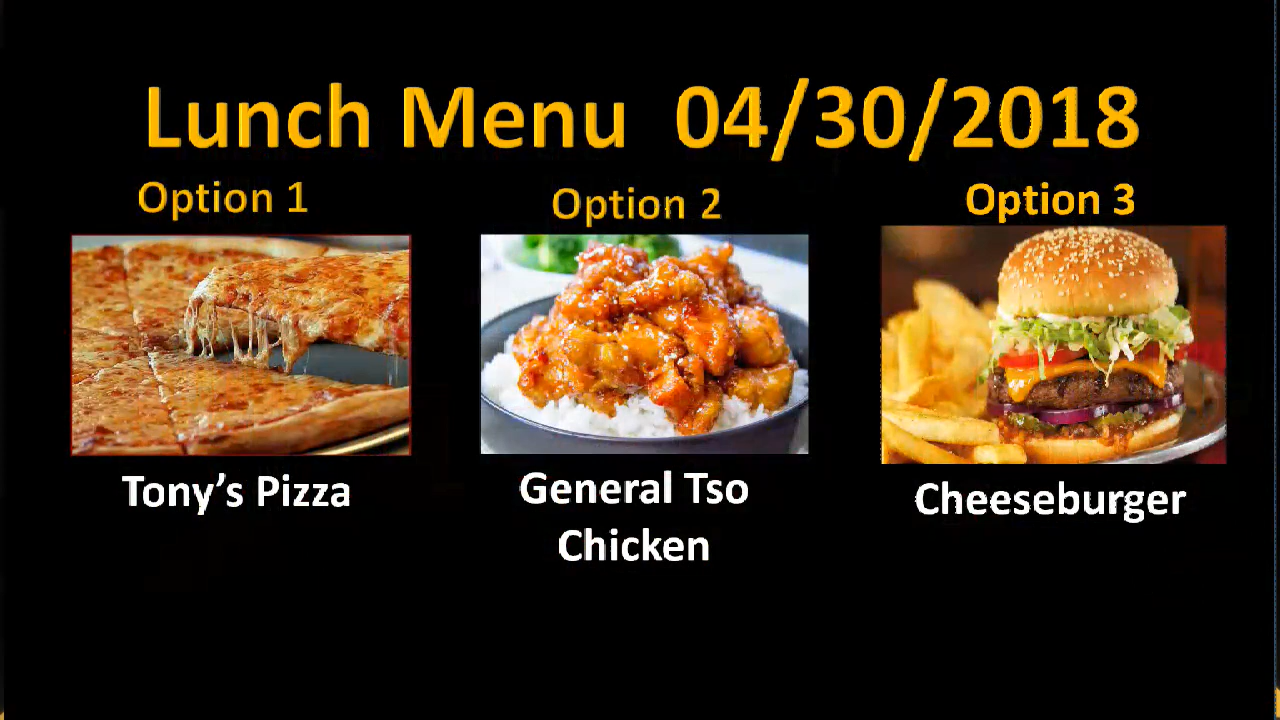 Lunch Menu 04/30/2018
Option 1
Option 2
Option 3
Tony’s Pizza
General Tso
Chicken
Cheeseburger